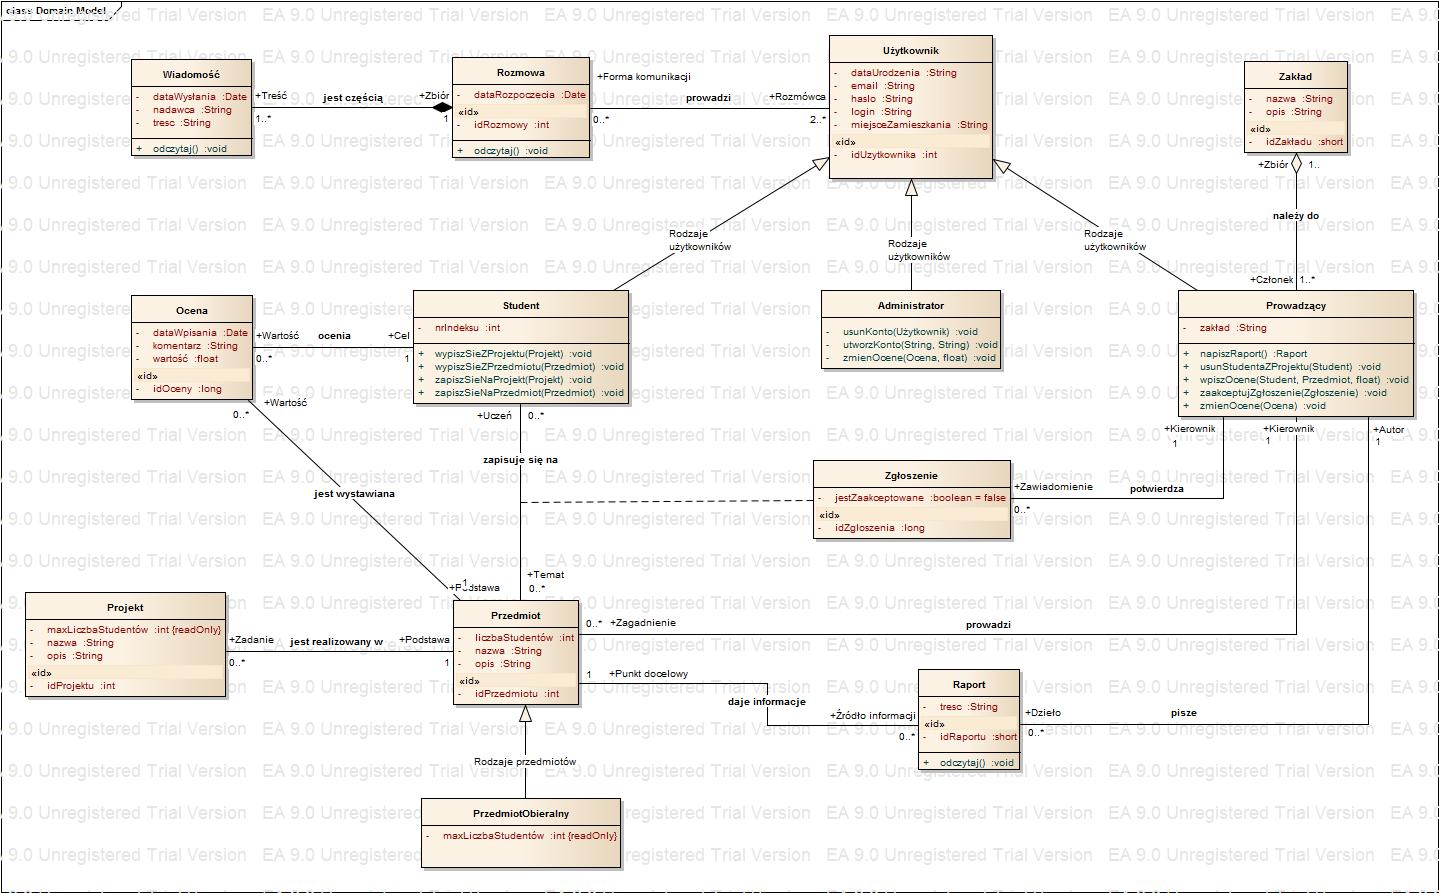 class Domain Model
EA 9.0 Unregistered Trial Version
Wiadomość
- dataWysłania :Date
- nadawca :String
- tresc :String
+ odczytaj() :void
+Treść
1..*
jest częścią
+Zbiór
1
Rozmowa
- dataRozpoczecia :Date
«id»
- idRozmowy :int
+ odczytaj() :void
+Forma komunikacji
0..*
prowadzi
+Rozmówca
2..*
Użytkownik
- dataUrodzenia :String
- email :String
- haslo :String
- login :String
- miejsceZamieszkania :String
«id»
- idUzytkownika :int
Zakład
- nazwa :String
- opis :String
«id»
- idZakładu :short
+Zbiór
1..
należy do
+Członek
1..*
Rodzaje
użytkowników
Rodzaje
użytkowników
Rodzaje
użytkowników
Ocena
- dataWpisania :Date
- komentarz :String
- wartość :float
«id»
- idOceny :long
+Wartość
0..*
ocenia
+Cel
1
Student
- nrIndeksu :int
+ wypiszSieZProjektu(Projekt) :void
+ wypiszSieZPrzedmiotu(Przedmiot) :void
+ zapiszSieNaProjekt(Projekt) :void
+ zapiszSieNaPrzedmiot(Przedmiot) :void
Administrator
- usunKonto(Użytkownik) :void
- utworzKonto(String, String) :void
- zmienOcene(Ocena, float) :void
Prowadzący
- zakład :String
+ napiszRaport() :Raport
+ usunStudentaZProjektu(Student) :void
+ wpiszOcene(Student, Przedmiot, float) :void
+ zaakceptujZgłoszenie(Zgłoszenie) :void
+ zmienOcene(Ocena) :void
+Wartość
0..*
jest wystawiana
+Podstawa
1
+Uczeń
0..*
zapisuje się na
+Temat
0..*
+Kierownik
1
+Kierownik
1
+Autor
1
Zgłoszenie
- jestZaakceptowane :boolean = false
«id»
- idZgloszenia :long
+Zawiadomienie
0..*
potwierdza
Projekt
- maxLiczbaStudentów :int {readOnly}
- nazwa :String
- opis :String
«id»
- idProjektu :int
+Zadanie
0..*
jest realizowany w
+Podstawa
1
Przedmiot
- liczbaStudentów :int
- nazwa :String
- opis :String
«id»
- idPrzedmiotu :int
0..*
+Zagadnienie
prowadzi
1
+Punkt docelowy
daje informacje
+Źródło informacji
0..*
Raport
- tresc :String
«id»
- idRaportu :short
+ odczytaj() :void
+Dzieło
0..*
pisze
Rodzaje przedmiotów
PrzedmiotObieralny
- maxLiczbaStudentów :int {readOnly}